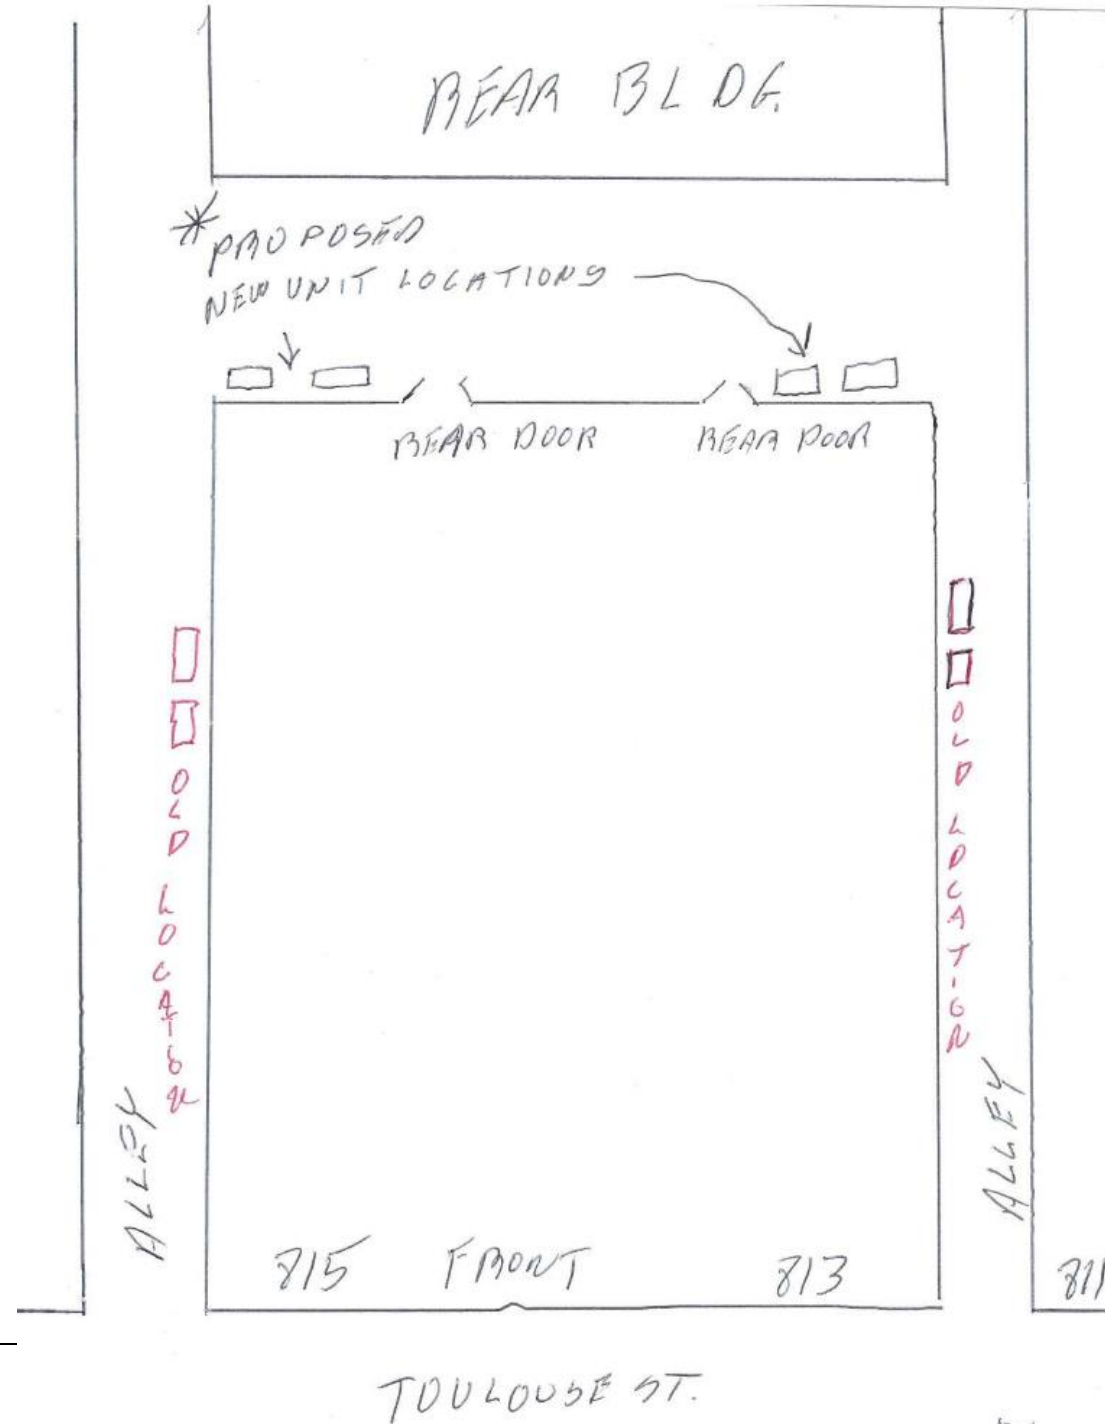 REAR BLDG.
*PROPOSED
NEW UNIT LOCATIONS
REAR DOOR
REAR DOOR
OLD LOCATION
OLD LOCATION
ALLEY
ALLEY
815 FRONT 813
811
TOULOUSE ST.